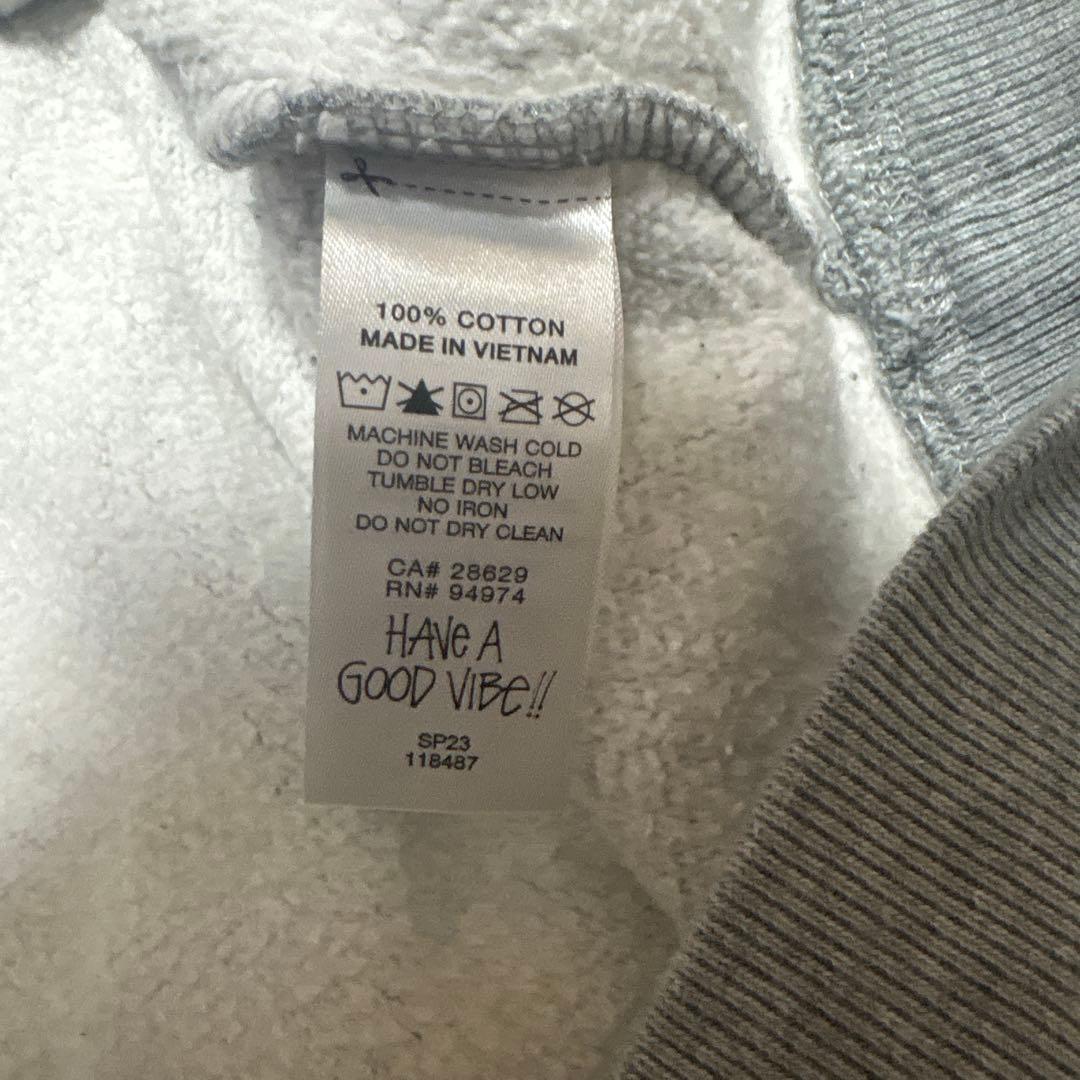 100% COTTON
MADE IN VIETNAM
MACHINE WASH COLD
DO NOT BLEACH
TUMBLE DRY LOW
NO IRON
DO NOT DRY CLEAN
CA# 28629
RN# 94974
HAVe A
GOOD VIBe!!
SP23
118487